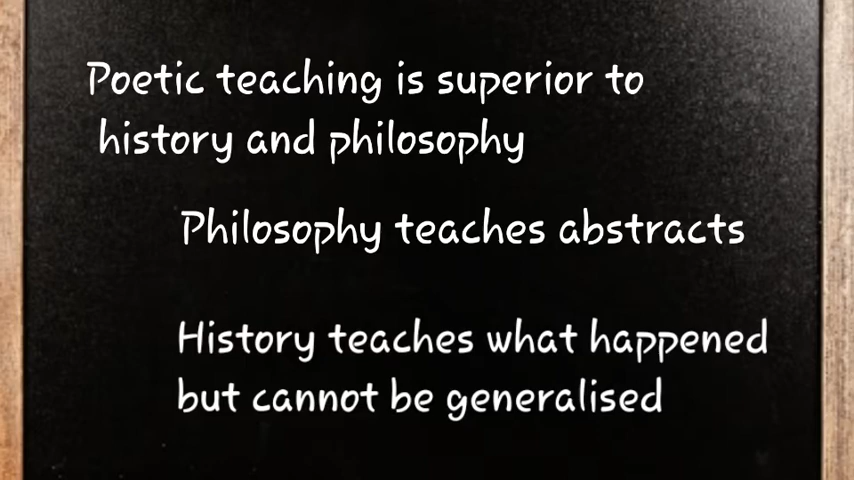 Poetic teaching is superior to
history and philosophy
Philosophy teaches abstracts
History teaches what happened
but cannot be generalised